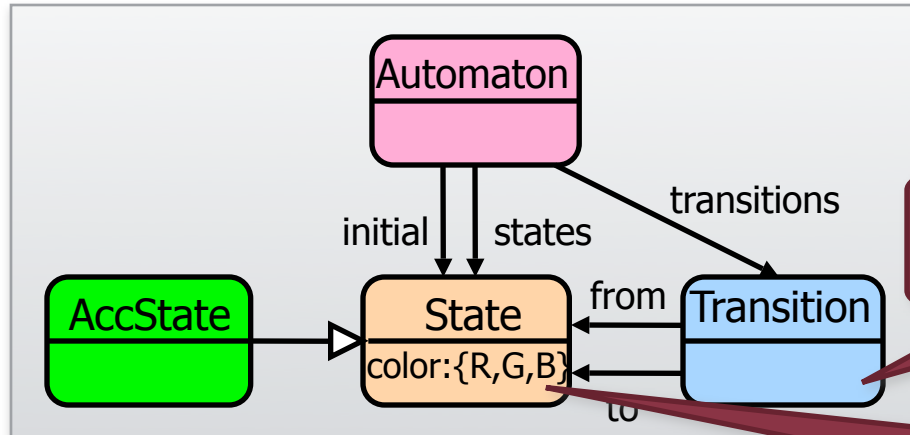 Automaton
transitions
initial
states
AccState
State
from
Transition
color:{R,G,B}
to